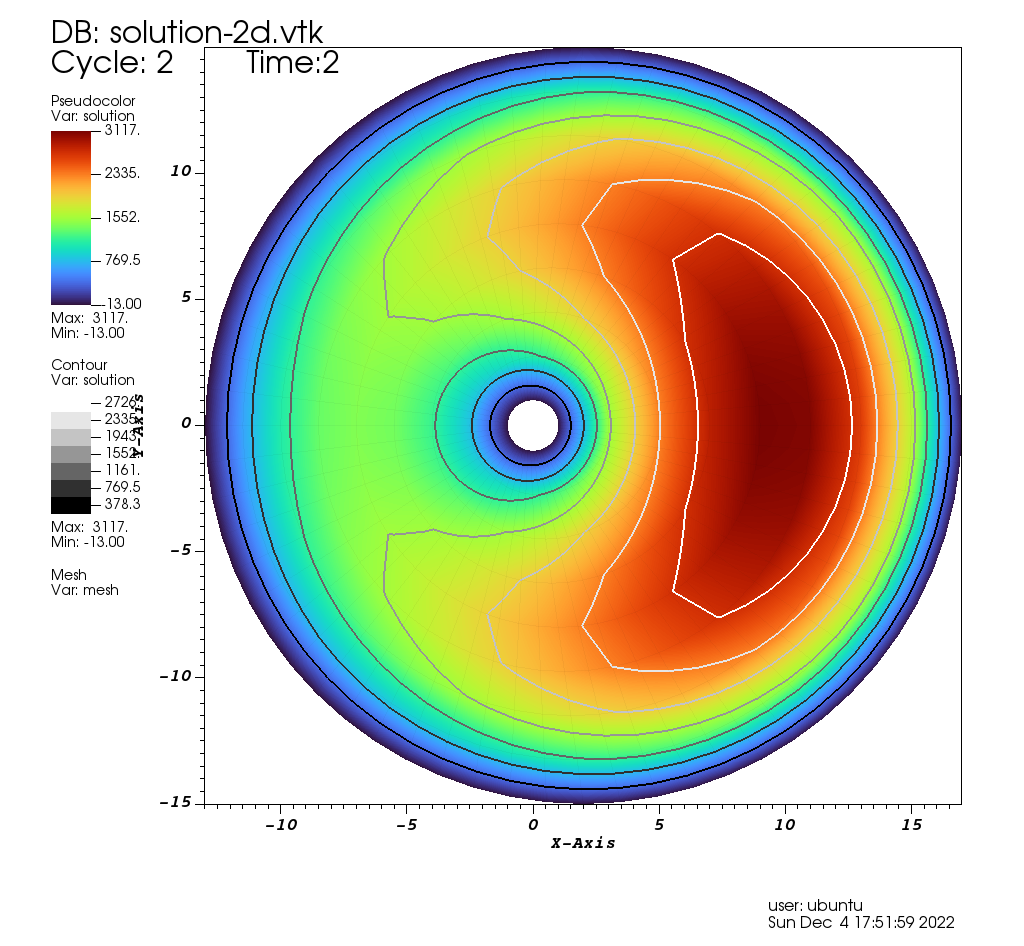 DB: solution-2d.vtk
Cycle: 2 Time:2
Pseudocolor
Var: solution
3117.
2335.
1552.
769.5
-13.00
Max: 3117.
Min: -13.00
Contour
Var: solution
2726.
2335.
1943.
1552.
1161.
769.5
378.3
Max: 3117.
Min: -13.00
Mesh
Var: mesh
Y-Axis
10
5
0
-5
-10
-15
-10 -5 0 5 10 15
X-Axis
user: ubuntu
Sun Dec 4 17:51:59 2022